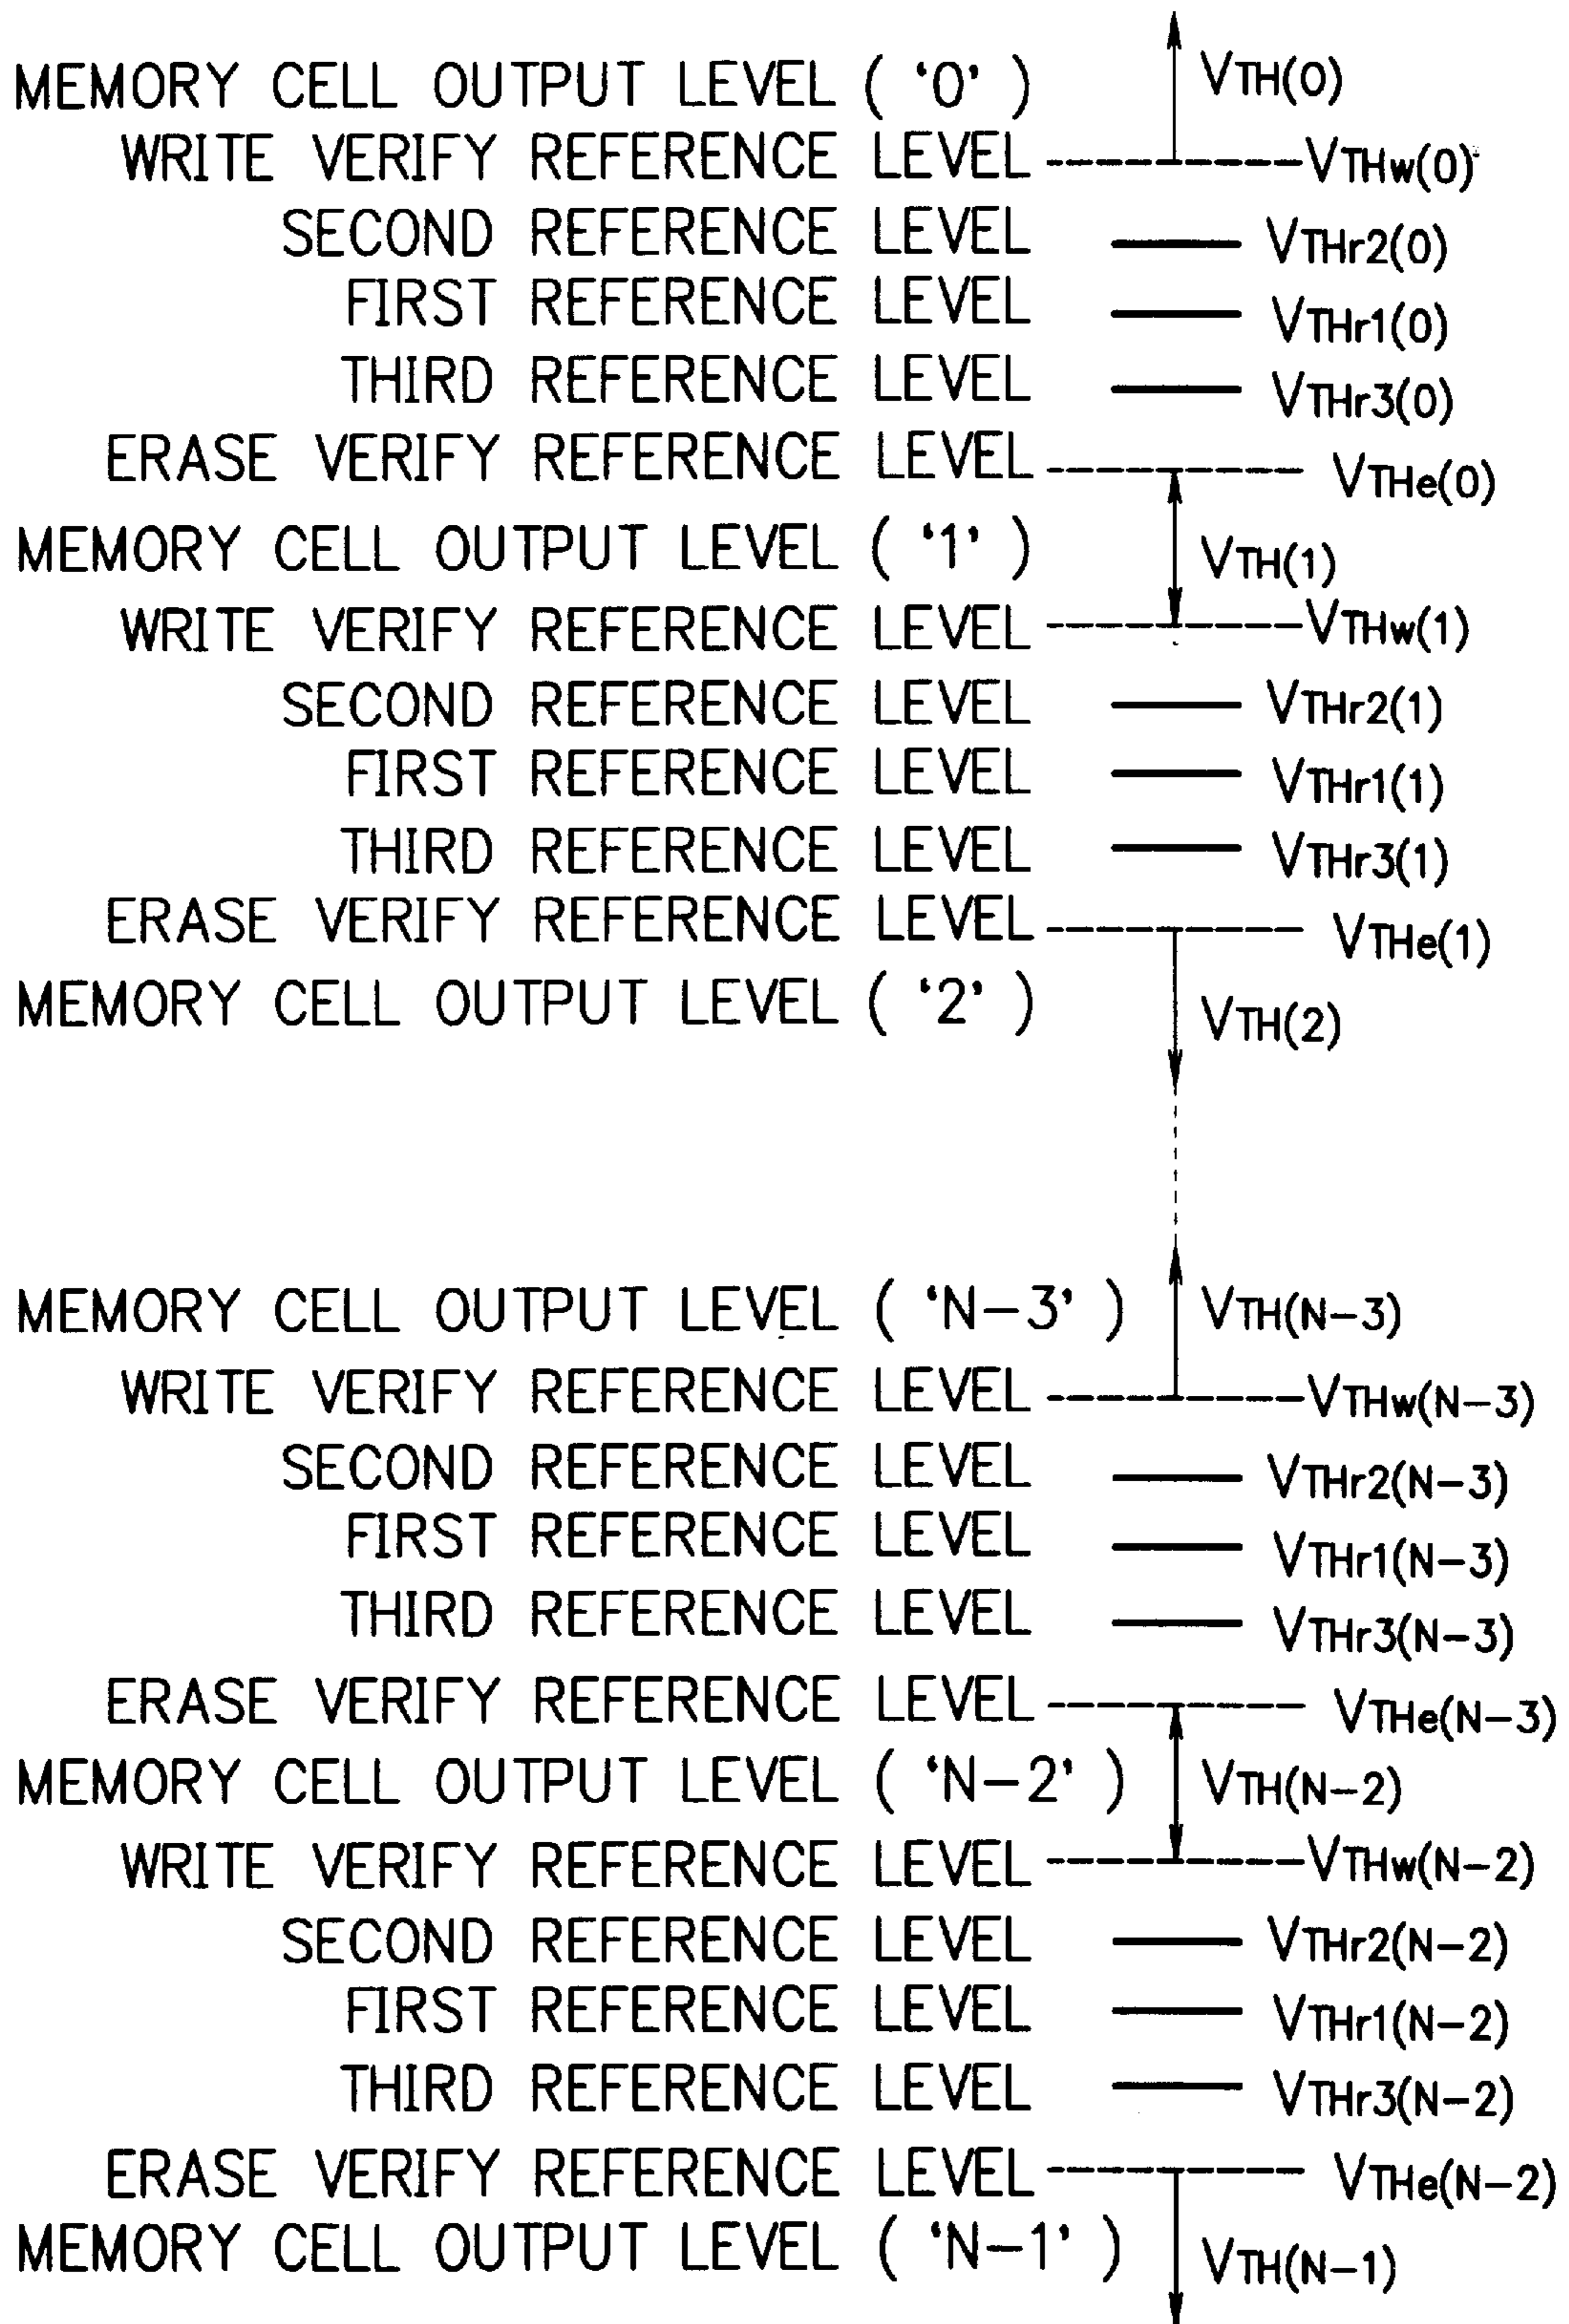 MEMORY CELL OUTPUT LEVEL ( '0' ) VTH(0)
WRITE VERIFY REFERENCE LEVEL VTHw(0)
SECOND REFERENCE LEVEL VTHr2(0)
FIRST REFERENCE LEVEL VTHr1(0)
THIRD REFERENCE LEVEL VTHr3(0)
ERASE VERIFY REFERENCE LEVEL VTHe(0)
MEMORY CELL OUTPUT LEVEL ( '1' ) VTH(1)
WRITE VERIFY REFERENCE LEVEL VTHw(1)
SECOND REFERENCE LEVEL VTHr2(1)
FIRST REFERENCE LEVEL VTHr1(1)
THIRD REFERENCE LEVEL VTHr3(1)
ERASE VERIFY REFERENCE LEVEL VTHe(1)
MEMORY CELL OUTPUT LEVEL ( '2' ) VTH(2)
MEMORY CELL OUTPUT LEVEL ( 'N-3' ) VTH(N-3)
WRITE VERIFY REFERENCE LEVEL VTHw(N-3)
SECOND REFERENCE LEVEL VTHr2(N-3)
FIRST REFERENCE LEVEL VTHr1(N-3)
THIRD REFERENCE LEVEL VTHr3(N-3)
ERASE VERIFY REFERENCE LEVEL VTHe(N-3)
MEMORY CELL OUTPUT LEVEL ( 'N-2' ) VTH(N-2)
WRITE VERIFY REFERENCE LEVEL VTHw(N-2)
SECOND REFERENCE LEVEL VTHr2(N-2)
FIRST REFERENCE LEVEL VTHr1(N-2)
THIRD REFERENCE LEVEL VTHr3(N-2)
ERASE VERIFY REFERENCE LEVEL VTHe(N-2)
MEMORY CELL OUTPUT LEVEL ( 'N-1' ) VTH(N-1)